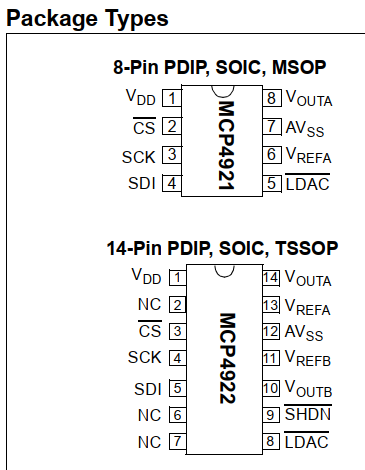 Package Types
8-Pin PDIP, SOIC, MSOP
VDD 1 8 VOUTA
CS 2 7 AVSS
SCK 3 6 VREFA
SDI 4 5 LDAC
MCP4921
14-Pin PDIP, SOIC, TSSOP
VDD 1 14 VOUTA
NC 2 13 VREFA
CS 3 12 AVSS
SCK 4 11 VREFB
SDI 5 10 VOUTB
NC 6 9 SHDN
NC 7 8 LDAC
MCP4922